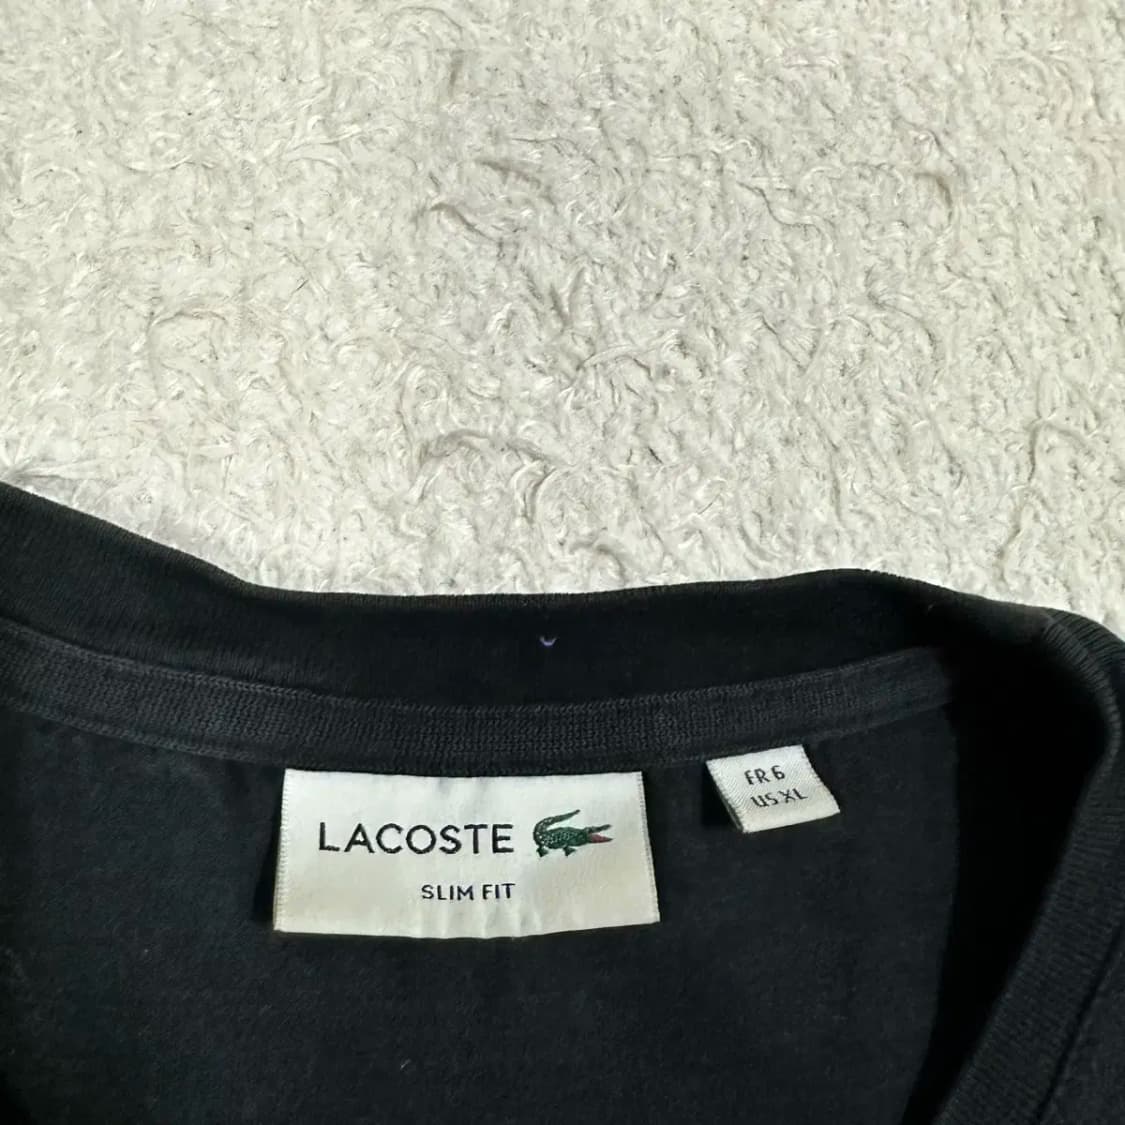 LACOSTE
SLIM FIT
FR 6
US XL